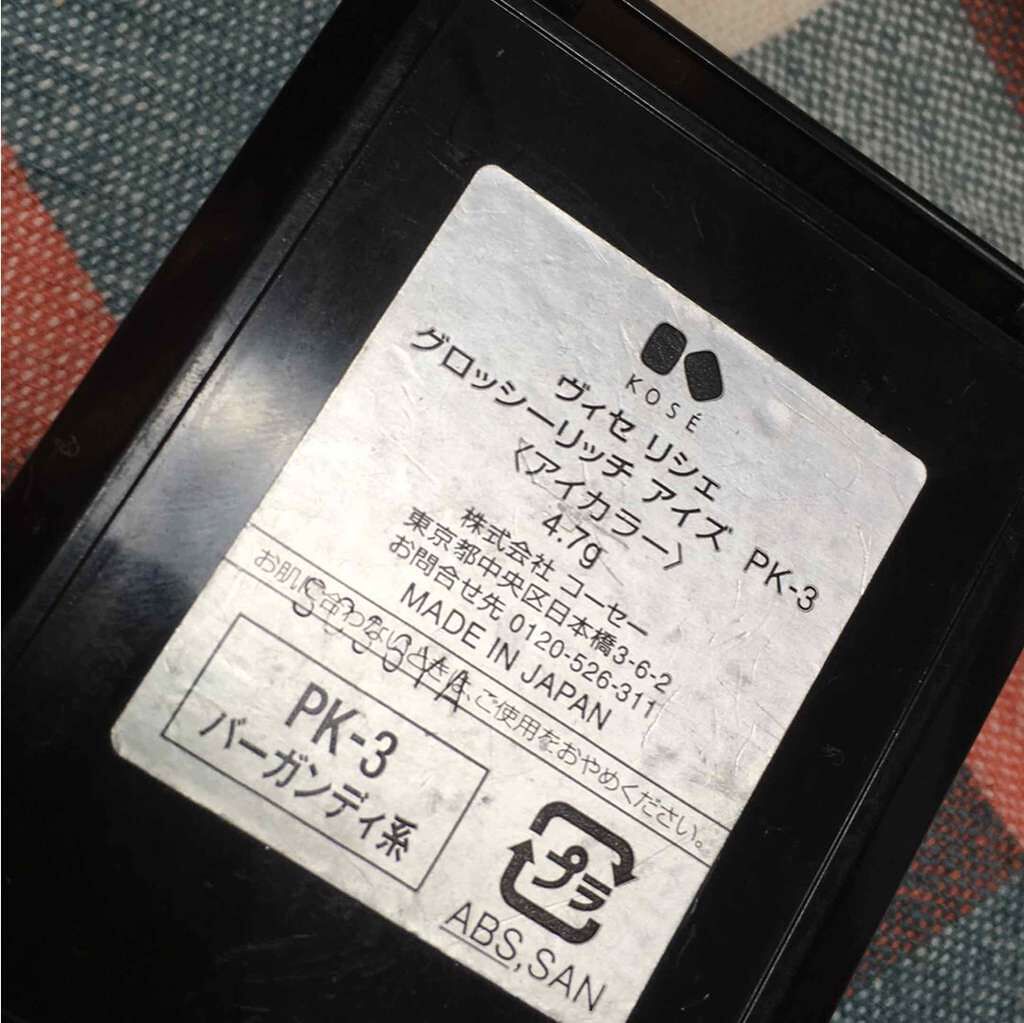 KOSÉ
ヴィセ リシェ
グロッシーリッチ アイズ PK-3
〈アイカラー〉
4.7g
株式会社 コーセー
東京都中央区日本橋3-6-2
お問合せ先 0120-526-311
MADE IN JAPAN
お肌に合わないときは、ご使用をおやめください。
PK-3
バーガンディ系
プラ
ABS,SAN